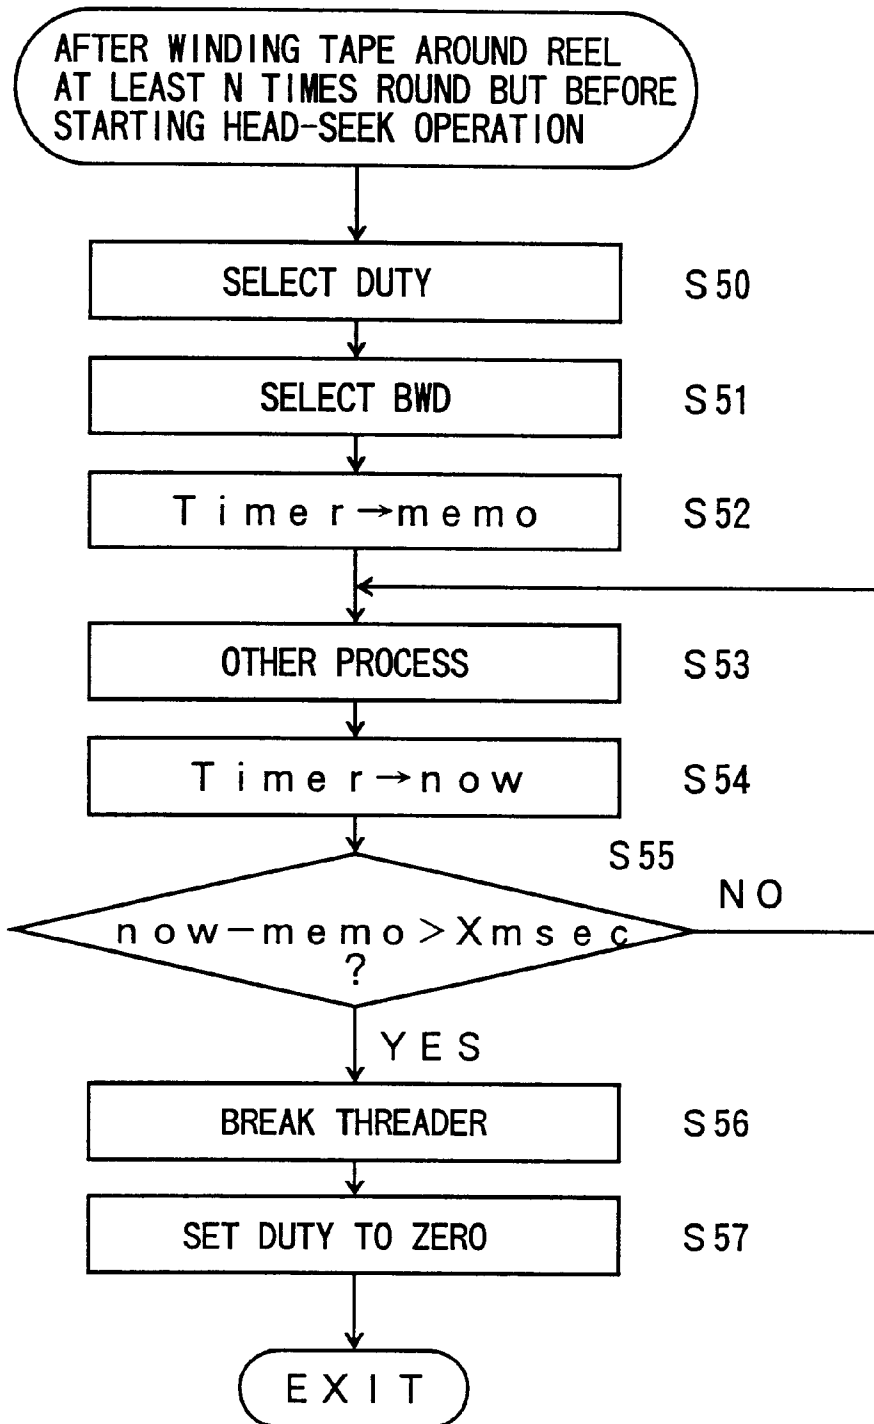 AFTER WINDING TAPE AROUND REEL
AT LEAST N TIMES ROUND BUT BEFORE
STARTING HEAD-SEEK OPERATION
SELECT DUTY S50
SELECT BWD S51
Timer→memo S52
OTHER PROCESS S53
Timer→now S54
S55
NO
now-memo>Xmsec
?
YES
BREAK THREADER S56
SET DUTY TO ZERO S57
EXIT